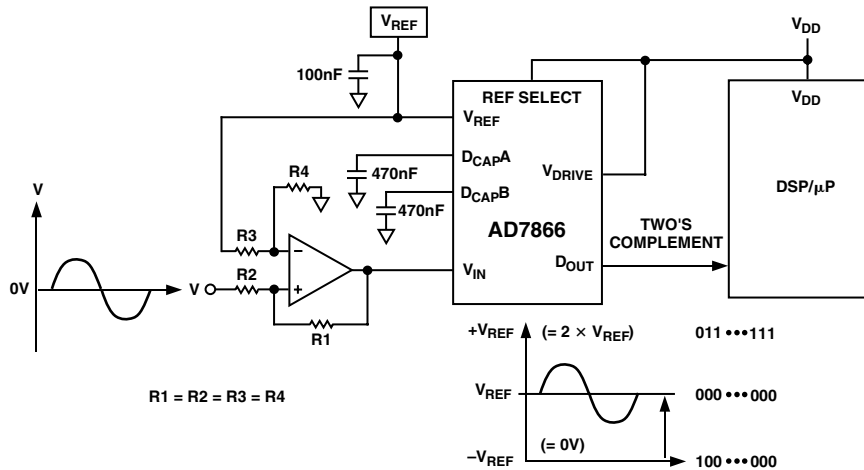 VREF
VDD
100nF
REF SELECT
VDD
VREF
R4
DCAPA
470nF
VDRIVE
DSP/μP
V
DCAPB
470nF
AD7866
TWO'S
COMPLEMENT
R3
–
0V
V
R2
+
VIN
DOUT
R1
+VREF
(= 2 × VREF)
011 ••• 111
R1 = R2 = R3 = R4
VREF
000 ••• 000
–VREF
(= 0V)
100 ••• 000